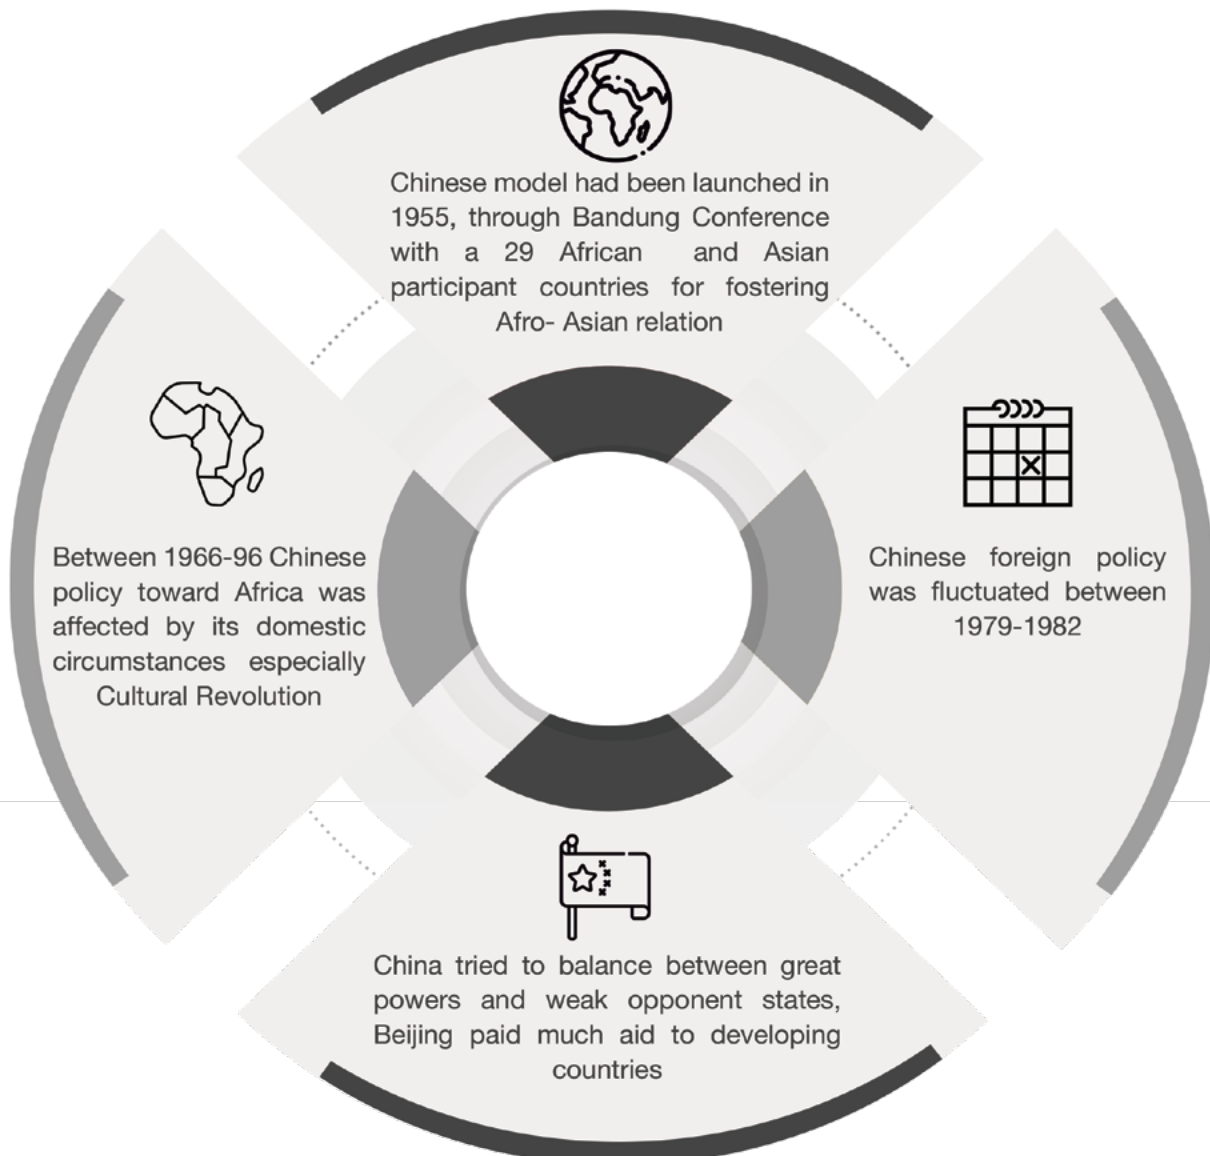 Chinese model had been launched in
1955, through Bandung Conference
with a 29 African and Asian
participant countries for fostering
Afro- Asian relation
Between 1966-96 Chinese
policy toward Africa was
affected by its domestic
circumstances especially
Cultural Revolution
Chinese foreign policy
was fluctuated between
1979-1982
China tried to balance between great
powers and weak opponent states,
Beijing paid much aid to developing
countries